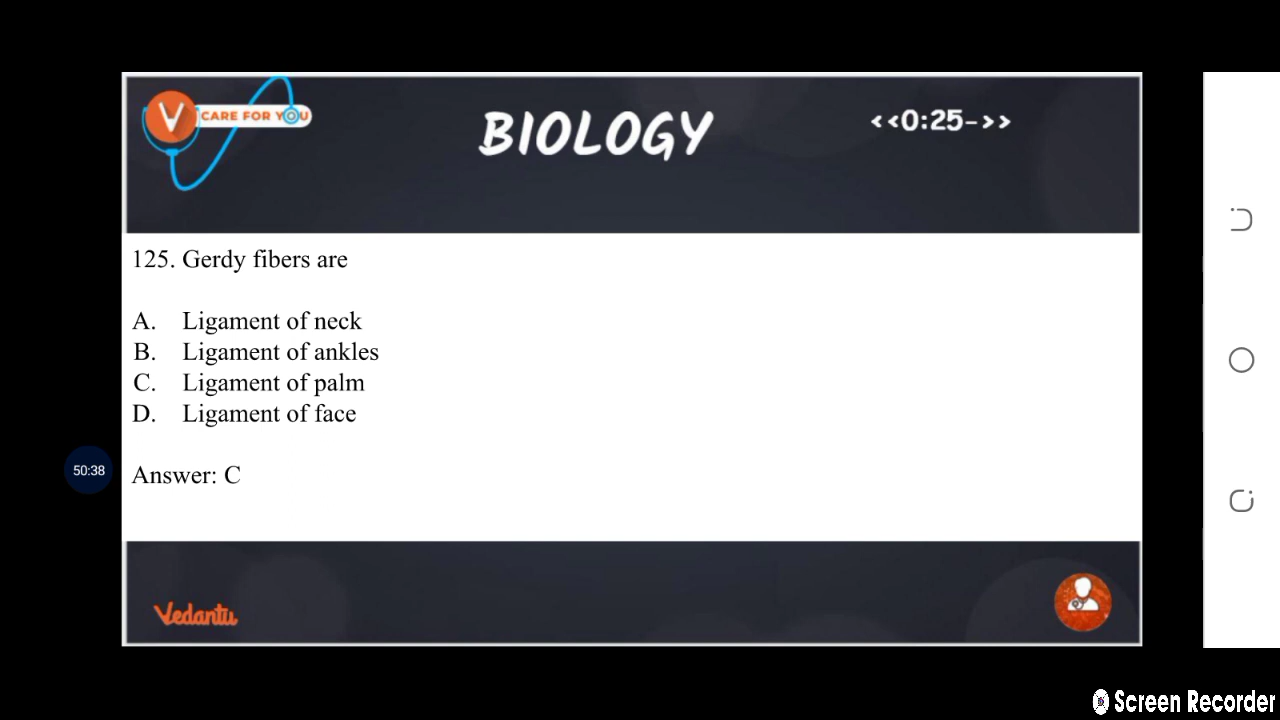 CARE FOR YOU
BIOLOGY
<<0:25->>
125. Gerdy fibers are
A. Ligament of neck
B. Ligament of ankles
C. Ligament of palm
D. Ligament of face
50:38
Answer: C
Vedantu
Screen Recorder